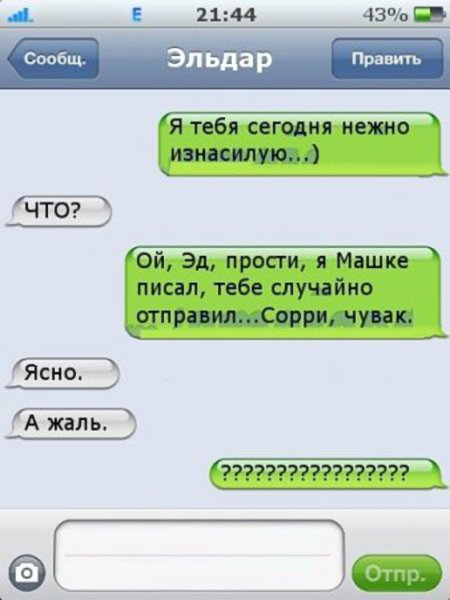 E 21:44 43%
Сообщ. Эльдар Править
Я тебя сегодня нежно
изнасилую...)
ЧТО?
Ой, Эд, прости, я Машке
писал, тебе случайно
отправил...Сорри, чувак.
Ясно.
А жаль.
?????????????????
Отпр.